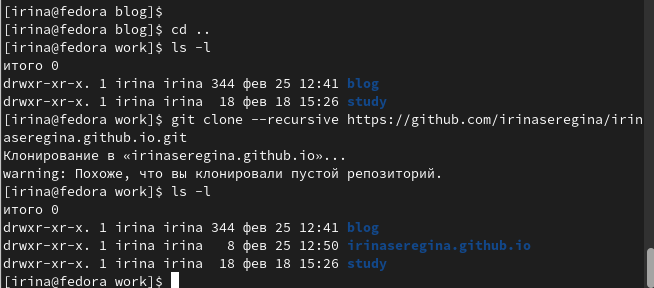 [irina@fedora blog]$
[irina@fedora blog]$ cd ..
[irina@fedora work]$ ls -l
итого 0
drwxr-xr-x. 1 irina irina 344 фев 25 12:41 blog
drwxr-xr-x. 1 irina irina  18 фев 18 15:26 study
[irina@fedora work]$ git clone --recursive https://github.com/irinaseregina/irin
aseregina.github.io.git
Клонирование в «irinaseregina.github.io»...
warning: Похоже, что вы клонировали пустой репозиторий.
[irina@fedora work]$ ls -l
итого 0
drwxr-xr-x. 1 irina irina 344 фев 25 12:41 blog
drwxr-xr-x. 1 irina irina   8 фев 25 12:50 irinaseregina.github.io
drwxr-xr-x. 1 irina irina  18 фев 18 15:26 study
[irina@fedora work]$